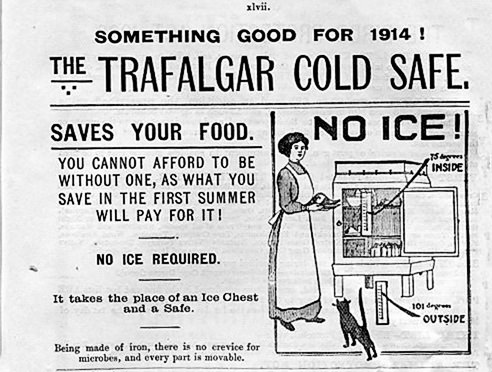 xlvii.
SOMETHING GOOD FOR 1914!
THE TRAFALGAR COLD SAFE.
SAVES YOUR FOOD.
YOU CANNOT AFFORD TO BE
WITHOUT ONE, AS WHAT YOU
SAVE IN THE FIRST SUMMER
WILL PAY FOR IT!
NO ICE REQUIRED.
It takes the place of an Ice Chest
and a Safe.
Being made of iron, there is no crevice for
microbes, and every part is movable.
NO ICE!
75 degrees
INSIDE
101 degrees
OUTSIDE